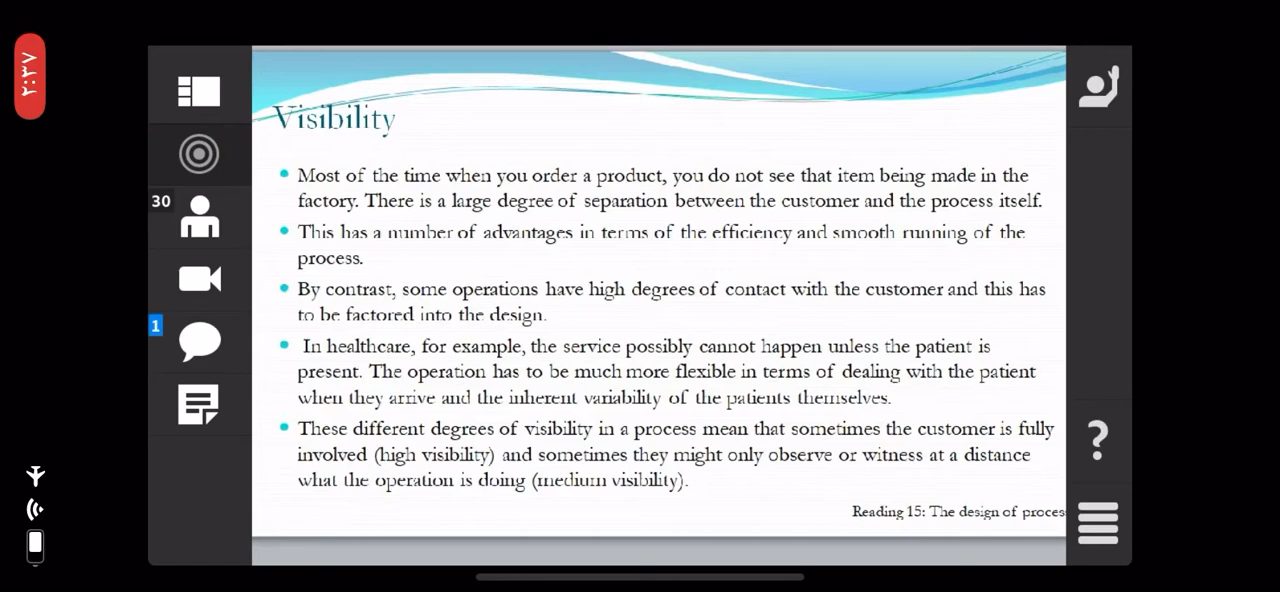 ٢:٣٧
30
1
?
Visibility
Most of the time when you order a product, you do not see that item being made in the
factory. There is a large degree of separation between the customer and the process itself.
This has a number of advantages in terms of the efficiency and smooth running of the
process.
By contrast, some operations have high degrees of contact with the customer and this has
to be factored into the design.
In healthcare, for example, the service possibly cannot happen unless the patient is
present. The operation has to be much more flexible in terms of dealing with the patient
when they arrive and the inherent variability of the patients themselves.
These different degrees of visibility in a process mean that sometimes the customer is fully
involved (high visibility) and sometimes they might only observe or witness at a distance
what the operation is doing (medium visibility).
Reading 15: The design of proces